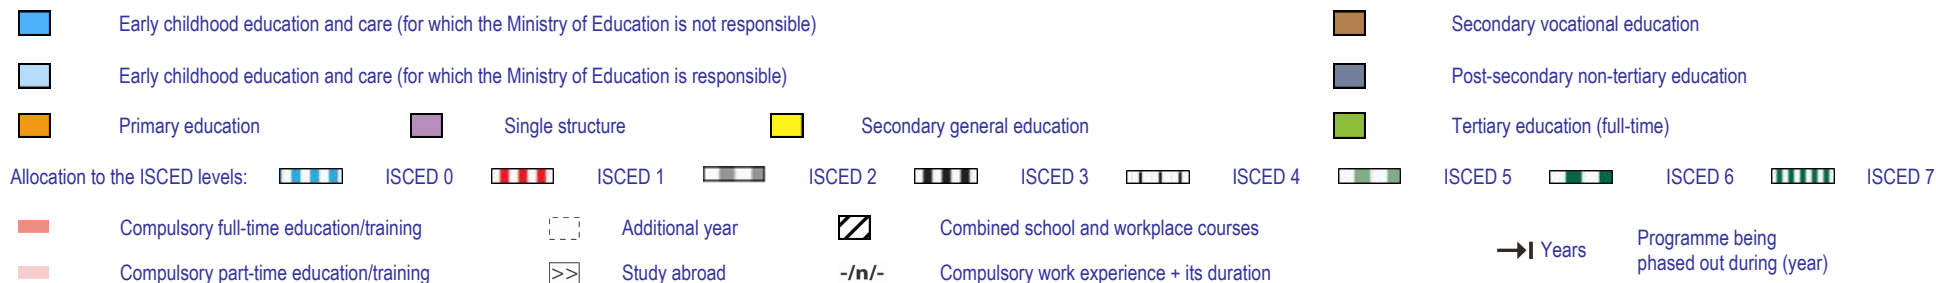 Early childhood education and care (for which the Ministry of Education is not responsible)
Secondary vocational education
Early childhood education and care (for which the Ministry of Education is responsible)
Post-secondary non-tertiary education
Primary education
Single structure
Secondary general education
Tertiary education (full-time)
Allocation to the ISCED levels:
ISCED 0
ISCED 1
ISCED 2
ISCED 3
ISCED 4
ISCED 5
ISCED 6
ISCED 7
Compulsory full-time education/training
Additional year
Combined school and workplace courses
Years
Programme being
phased out during (year)
Compulsory part-time education/training
>>
Study abroad
-/n/-
Compulsory work experience + its duration